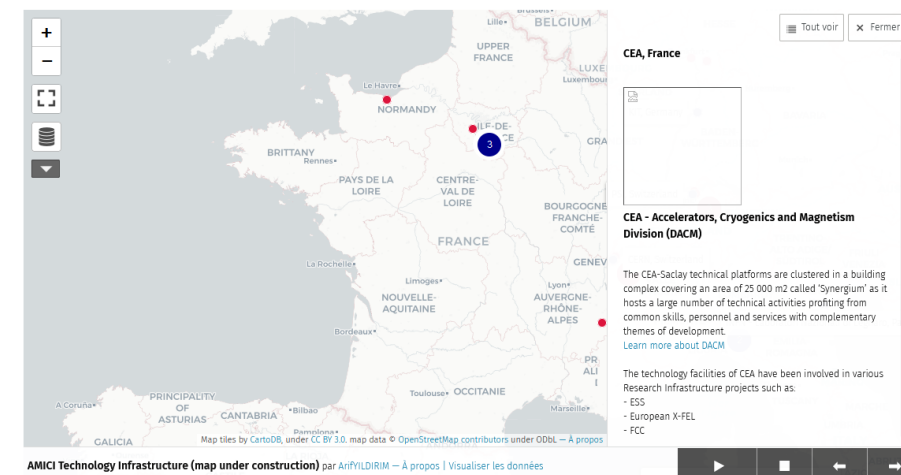 +
−
Lille•
Brussels•
BELGIUM
UPPER
FRANCE
LUXE
Luxembou
Le Havre•
NORMANDY
ILE-DE-
CE
3
GRA
BRITTANY
Rennes•
PAYS DE LA
LOIRE
CENTRE-
VAL DE
LOIRE
BOURGOGNE
FRANCHE-
COMTÉ
FRANCE
GENEV
La Rochelle•
Limoges•
Lyon•
NOUVELLE-
AQUITAINE
AUVERGNE-
RHÔNE-
ALPES
Bordeaux•
PR
AL
I
Toulouse•
OCCITANIE
Marseille•
A Coruña•
PRINCIPALITY
OF
ASTURIAS
CANTABRIA
•Bilbao
Pamplona•
GALICIA
Map tiles by CartoDB, under CC BY 3.0. map data © OpenStreetMap contributors under ODbL — À propos
Tout voir
× Fermer
CEA, France
CEA - Accelerators, Cryogenics and Magnetism
Division (DACM)
The CEA-Saclay technical platforms are clustered in a building
complex covering an area of 25 000 m2 called ‘Synergium’ as it
hosts a large number of technical activities profiting from
common skills, personnel and services with complementary
themes of development.
Learn more about DACM
The technology facilities of CEA have been involved in various
Research Infrastructure projects such as:
- ESS
- European X-FEL
- FCC
AMICI Technology Infrastructure (map under construction) par ArifYILDIRIM — À propos | Visualiser les données